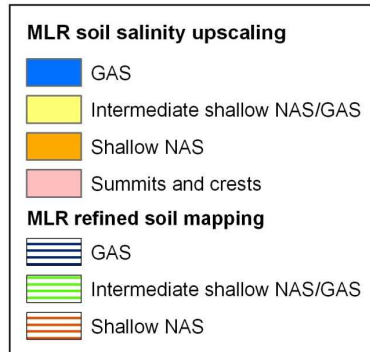 MLR soil salinity upscaling
GAS
Intermediate shallow NAS/GAS
Shallow NAS
Summits and crests
MLR refined soil mapping
GAS
Intermediate shallow NAS/GAS
Shallow NAS